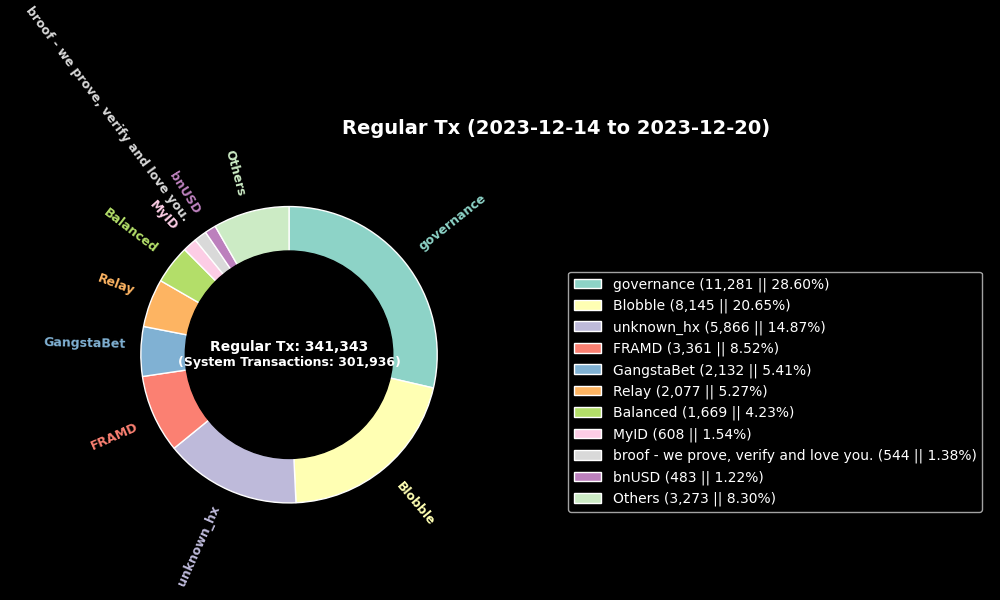 Regular Tx (2023-12-14 to 2023-12-20)
broof - we prove, verify and love you.
bnUSD
Others
MyID
Balanced
Relay
GangstaBet
FRAMD
unknown_hx
Blobble
governance
Regular Tx: 341,343
(System Transactions: 301,936)
governance (11,281 || 28.60%)
Blobble (8,145 || 20.65%)
unknown_hx (5,866 || 14.87%)
FRAMD (3,361 || 8.52%)
GangstaBet (2,132 || 5.41%)
Relay (2,077 || 5.27%)
Balanced (1,669 || 4.23%)
MyID (608 || 1.54%)
broof - we prove, verify and love you. (544 || 1.38%)
bnUSD (483 || 1.22%)
Others (3,273 || 8.30%)